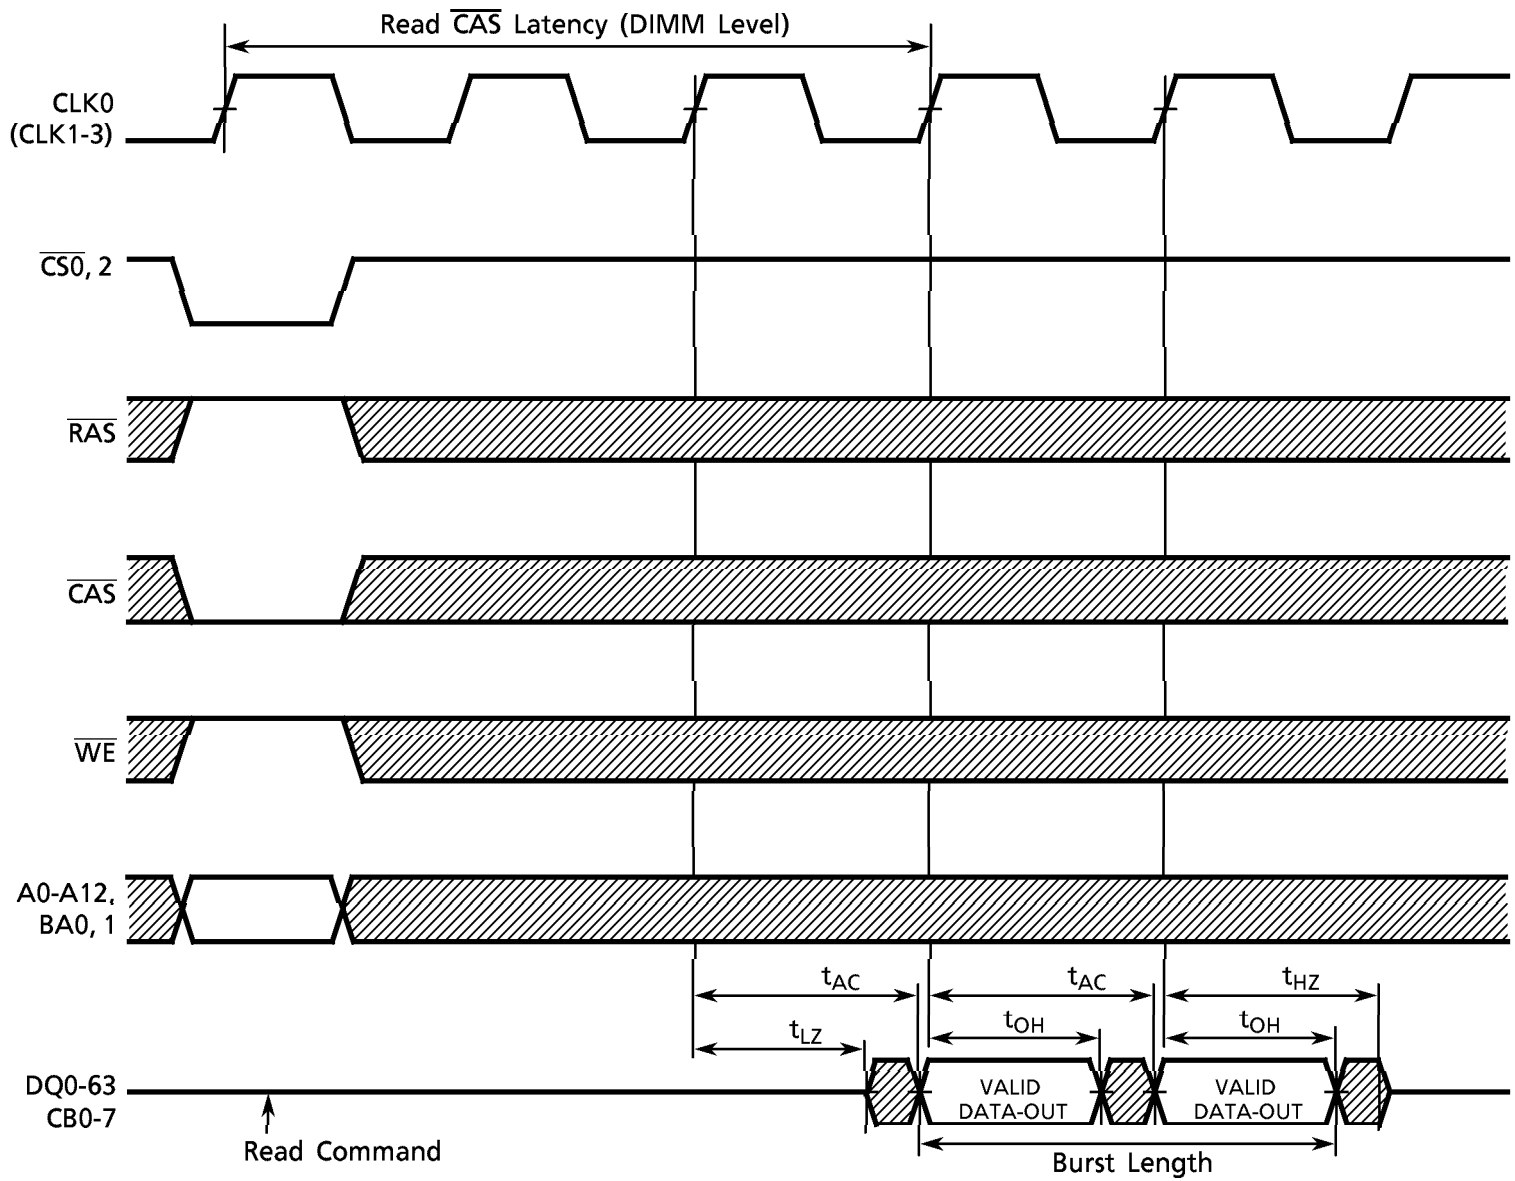 Read CAS Latency (DIMM Level)
CLK0
(CLK1-3)
CS0, 2
RAS
CAS
WE
A0-A12,
BA0, 1
tAC
tAC
tHZ
tLZ
tOH
tOH
DQ0-63
CB0-7
VALID
DATA-OUT
VALID
DATA-OUT
Read Command
Burst Length